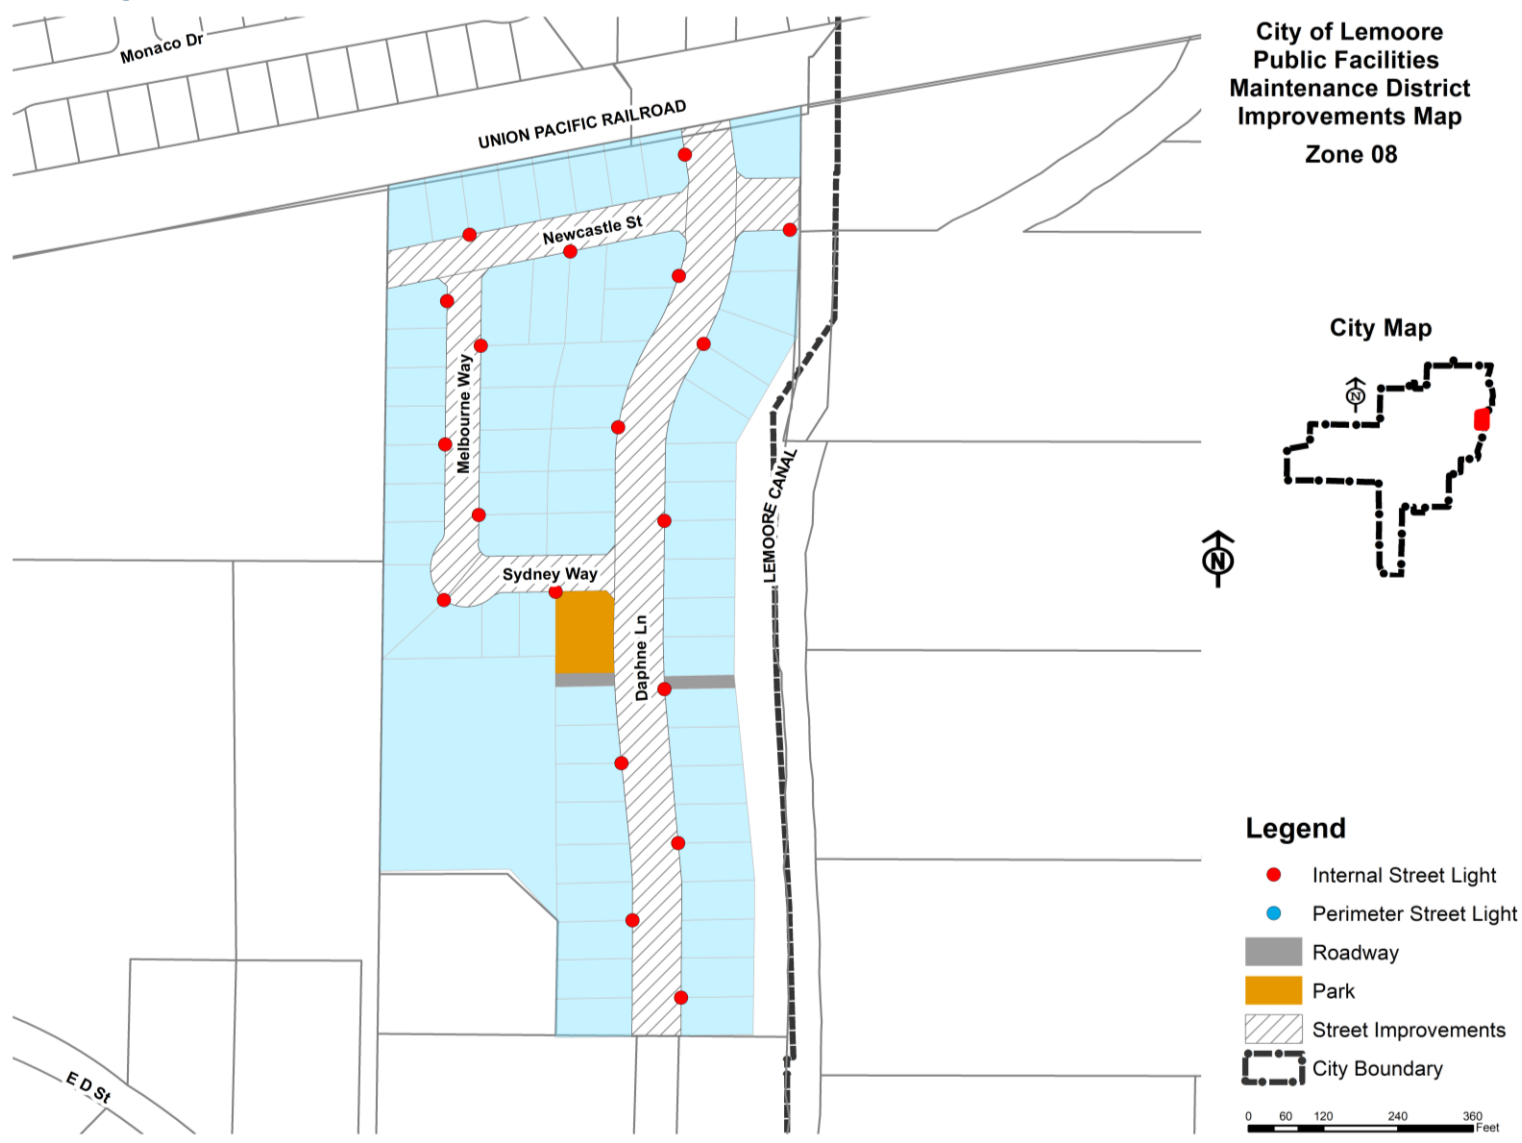 City of Lemoore
Public Facilities
Maintenance District
Improvements Map
Zone 08
Monaco Dr
UNION PACIFIC RAILROAD
Newcastle St
Melbourne Way
Sydney Way
Daphne Ln
LEMOORE CANAL
E D St
City Map
N
N
Legend
Internal Street Light
Perimeter Street Light
Roadway
Park
Street Improvements
City Boundary
0 60 120 240 360
Feet